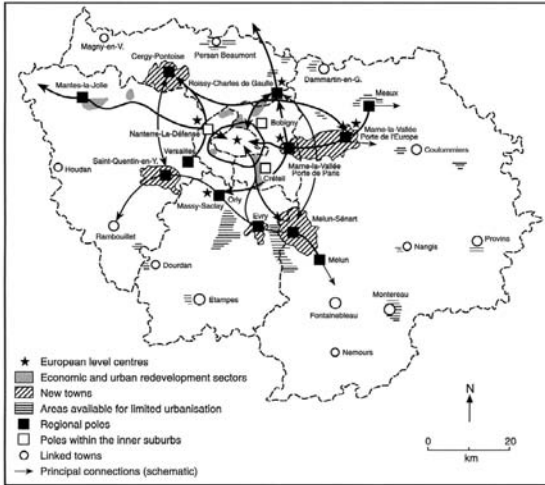 Magny-en-V.
Persan Beaumont
Cergy-Pontoise
Roissy-Charles de Gaulle
Dammartin-en-G.
Mantes-la-Jolie
Meaux
Bobigny
Nanterre-La-Défense
Marne-la-Vallée
Porte de l'Europe
Versailles
Coulommiers
Saint-Quentin-en-Y.
Marne-la-Vallée
Porte de Paris
Houdan
Créteil
Massy-Saclay
Orly
Evry
Melun-Sénart
Rambouillet
Provins
Nangis
Melun
Dourdan
Etampes
Montereau
Fontainebleau
Nemours
European level centres
Economic and urban redevelopment sectors
New towns
Areas available for limited urbanisation
Regional poles
Poles within the inner suburbs
Linked towns
Principal connections (schematic)
N
0 20
km